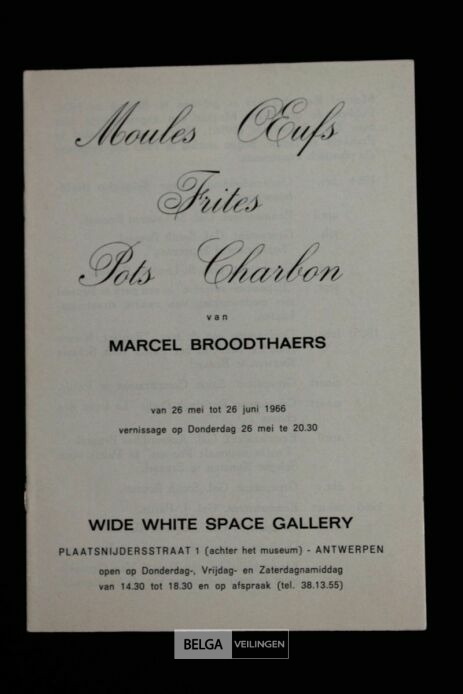 Moules Œufs
Frites
Pots Charbon
van
MARCEL BROODTHAERS
van 26 mei tot 26 juni 1966
vernissage op Donderdag 26 mei te 20.30
WIDE WHITE SPACE GALLERY
PLAATSNIJDERSSTRAAT 1 (achter het museum) - ANTWERPEN
open op Donderdag-, Vrijdag- en Zaterdagnamiddag
van 14.30 tot 18.30 en op afspraak (tel. 38.13.55)
BELGA VEILINGEN